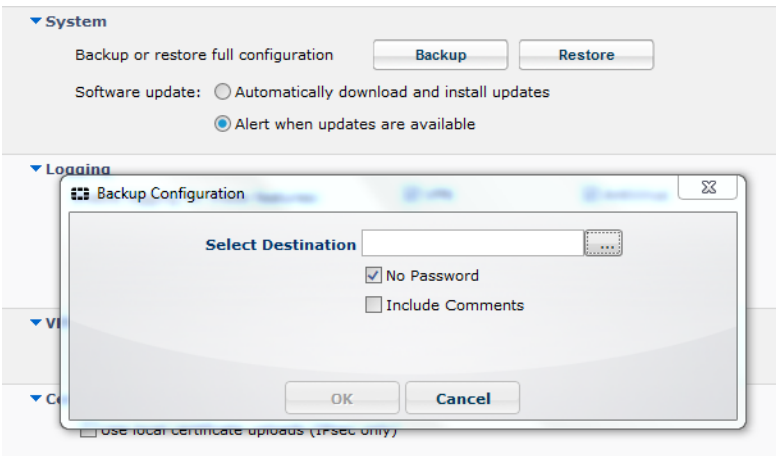 System
Backup or restore full configuration Backup Restore
Software update: Automatically download and install updates
Alert when updates are available
Logging
Backup Configuration
Select Destination ...
No Password
Include Comments
OK Cancel
Use local certificate uploads (IPsec only)